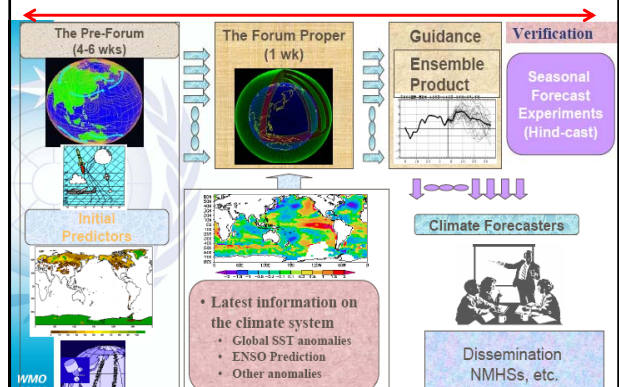 The Pre-Forum
(4-6 wks)
The Forum Proper
(1 wk)
Guidance
Ensemble
Product
Verification
Seasonal
Forecast
Experiments
(Hind-cast)
Initial
Predictors
Climate Forecasters
• Latest information on
the climate system
• Global SST anomalies
• ENSO Prediction
• Other anomalies
Dissemination
NMHSs, etc.
WMO